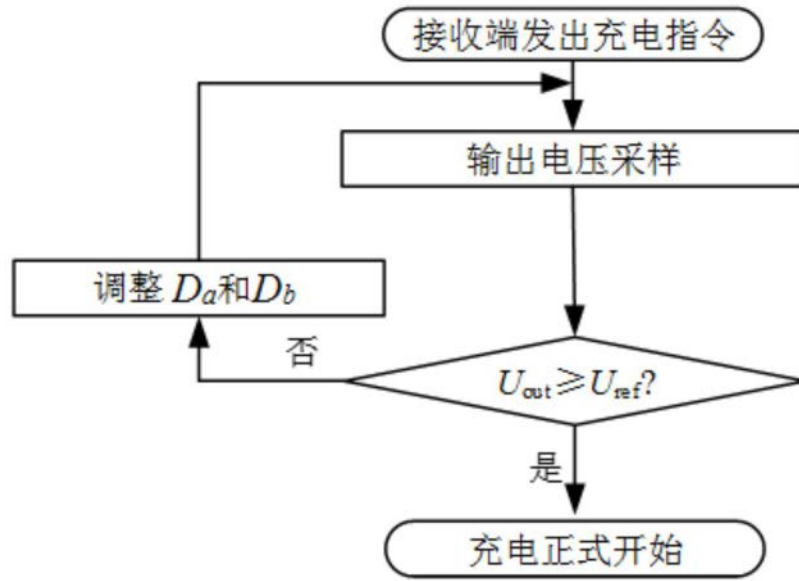 接收端发出充电指令
输出电压采样
调整 Da和Db
否
Uout≥Uref?
是
充电正式开始